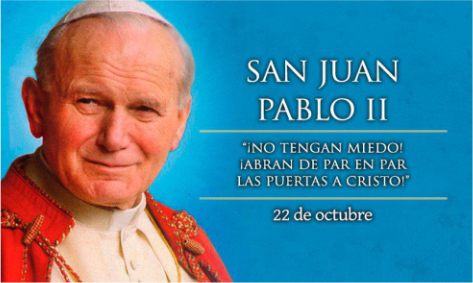 SAN JUAN
PABLO II
"¡NO TENGAN MIEDO!
¡ABRAN DE PAR EN PAR
LAS PUERTAS A CRISTO!"
22 de octubre